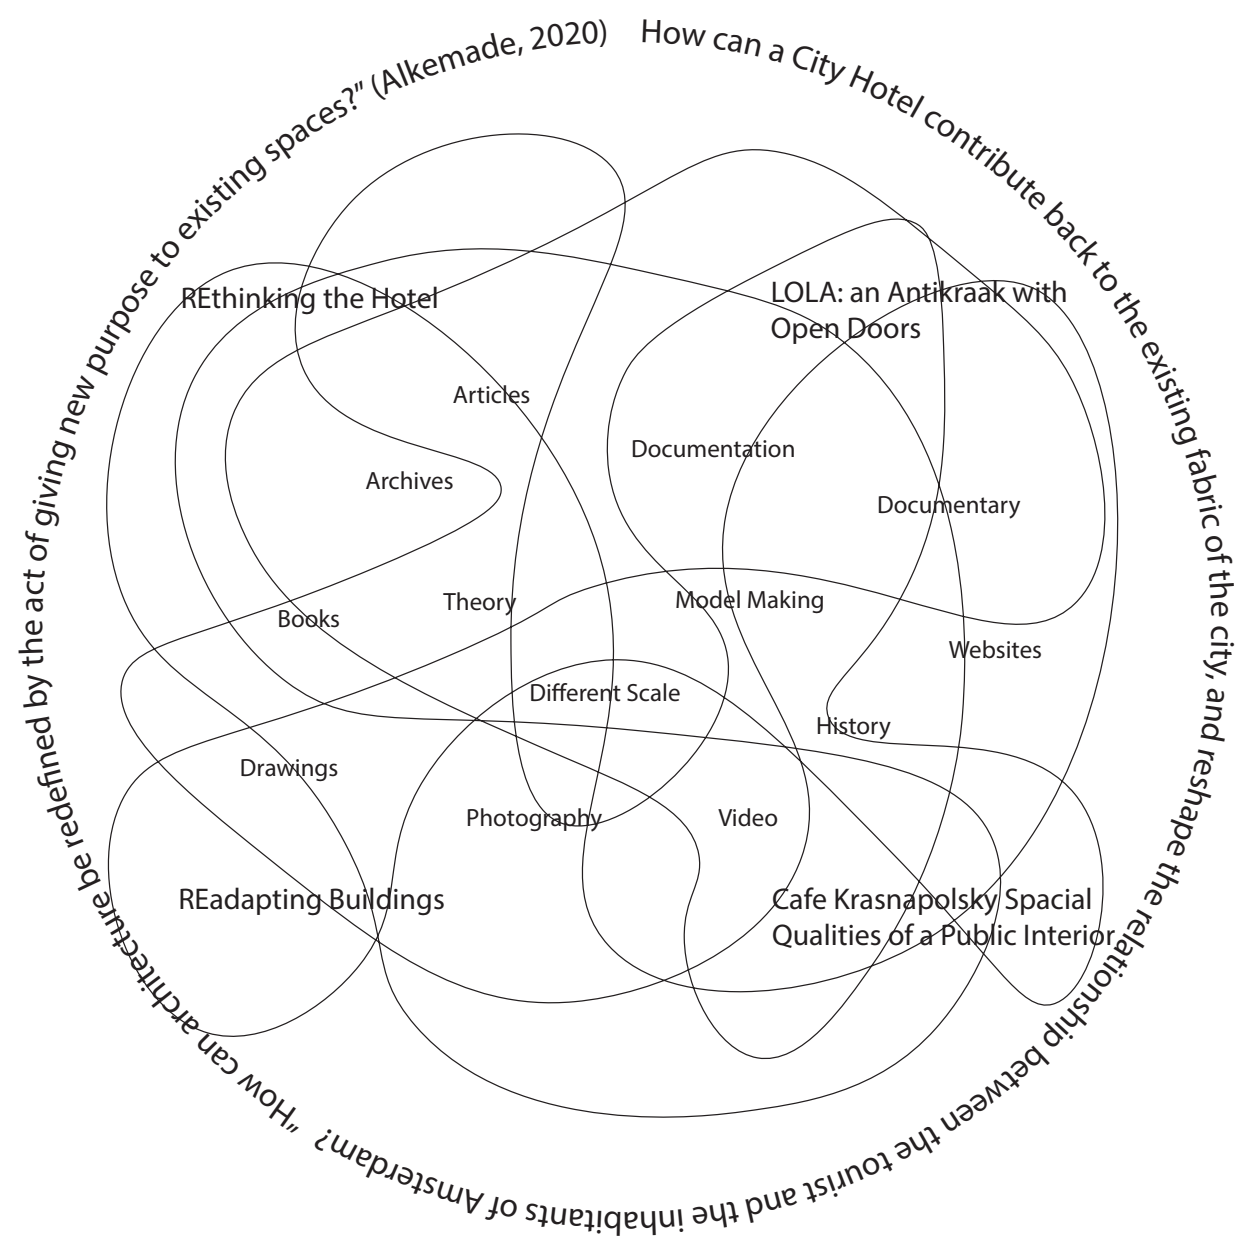 How can a City Hotel contribute back to the existing fabric of the city, and reshape the relationship between the tourist and the inhabitants of Amsterdam?
“How can architecture be redefined by the act of giving new purpose to existing spaces?” (Alkemade, 2020)
REthinking the Hotel
LOLA: an Antikraak with
Open Doors
Articles
Documentation
Archives
Documentary
Theory
Model Making
Books
Websites
Different Scale
History
Drawings
Photography
Video
REadapting Buildings
Cafe Krasnapolsky Spacial
Qualities of a Public Interior